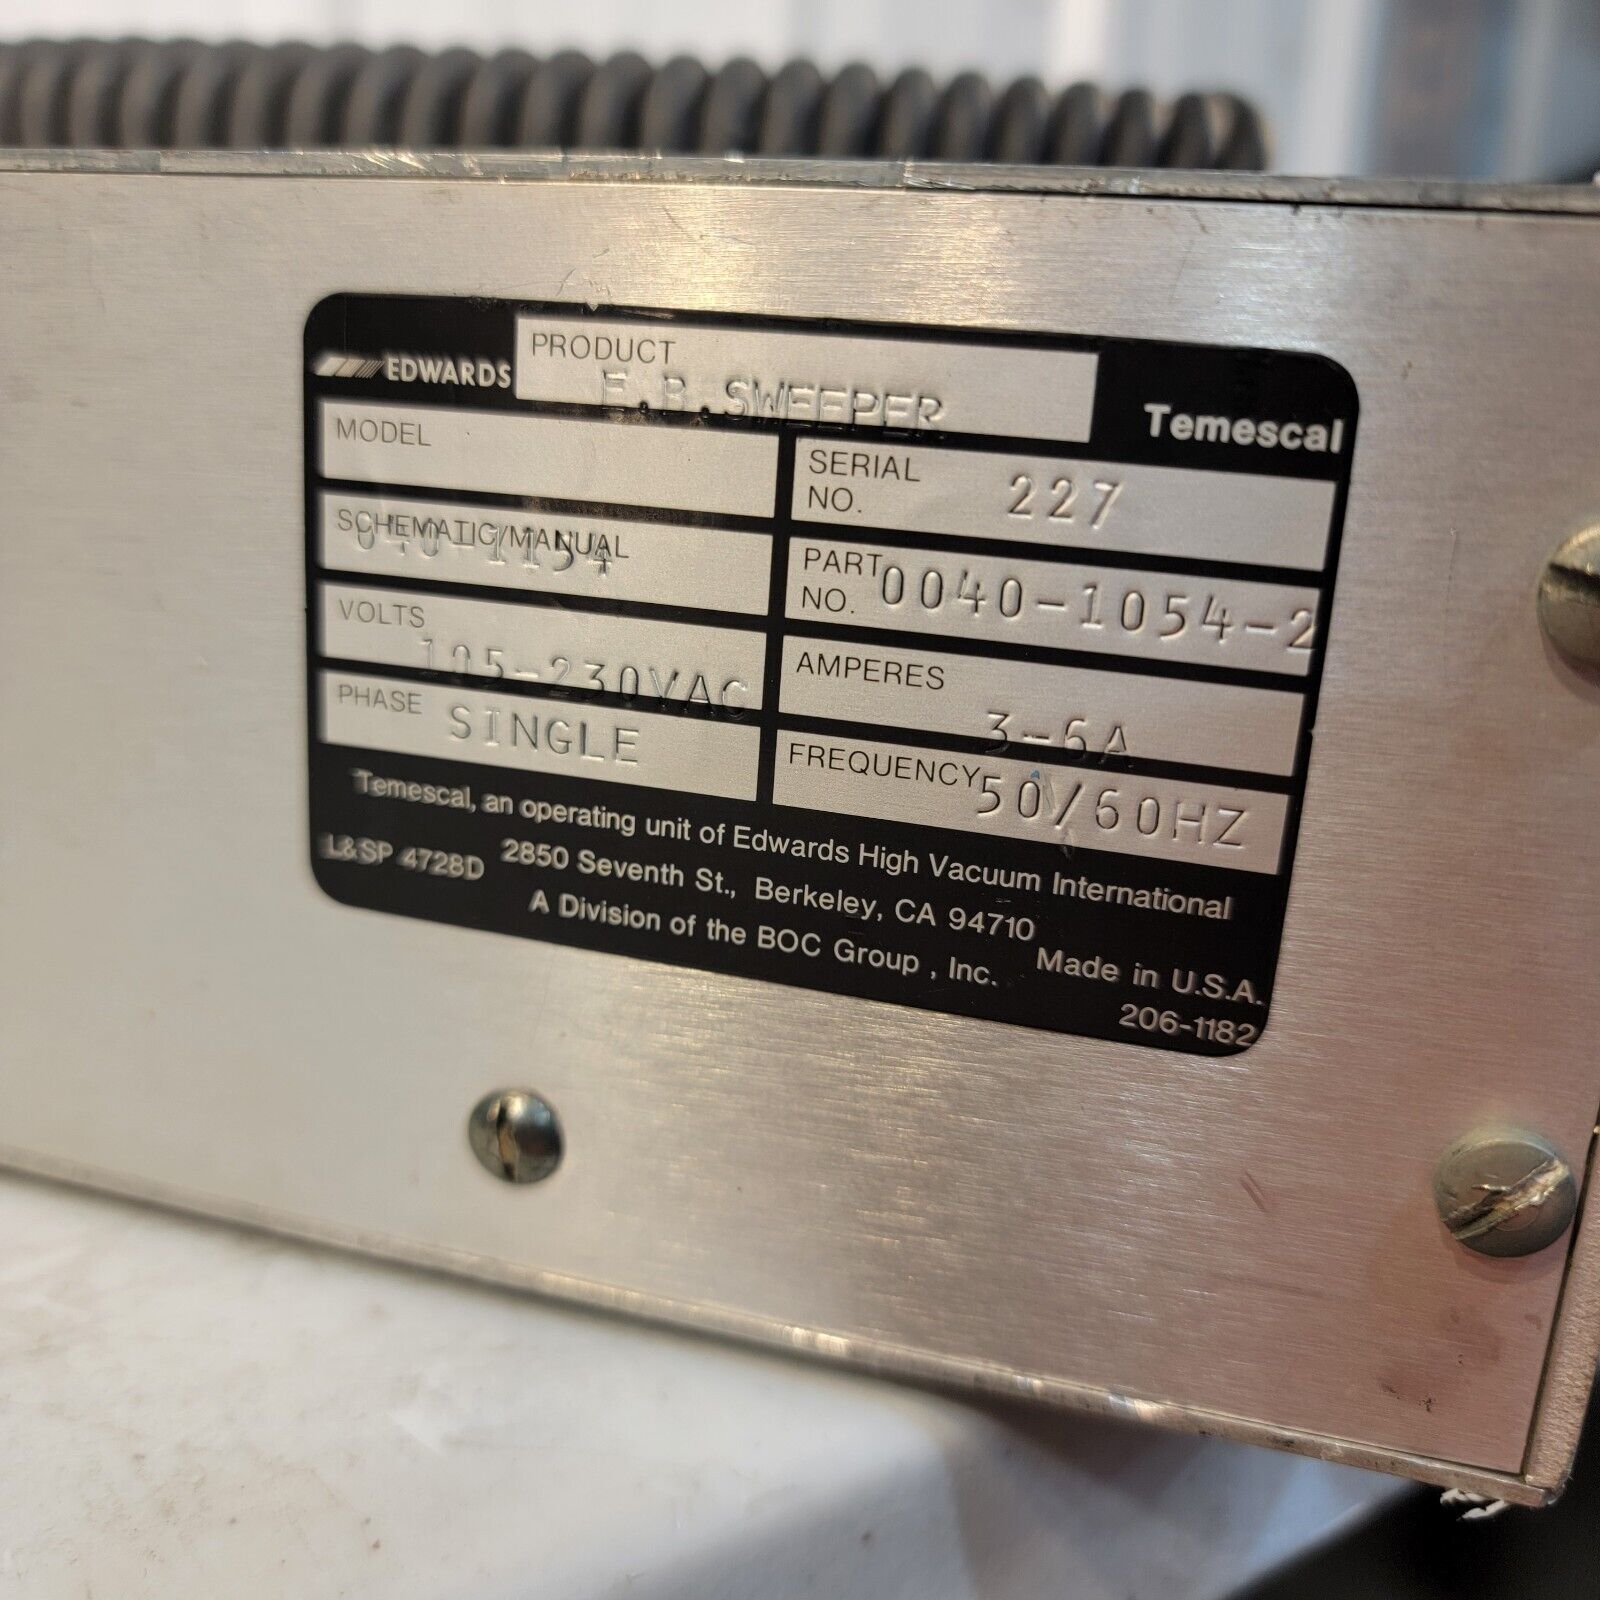 EDWARDS
PRODUCT
E.B.SWEEPER
Temescal
MODEL
SERIAL
NO. 227
SCHEMATIC/MANUAL
040-1154
PART
NO. 0040-1054-2
VOLTS
105-230VAC
AMPERES
3-6A
PHASE SINGLE
FREQUENCY 50/60HZ
Temescal, an operating unit of Edwards High Vacuum International
L&SP 4728D 2850 Seventh St., Berkeley, CA 94710
A Division of the BOC Group , Inc. Made in U.S.A.
206-1182